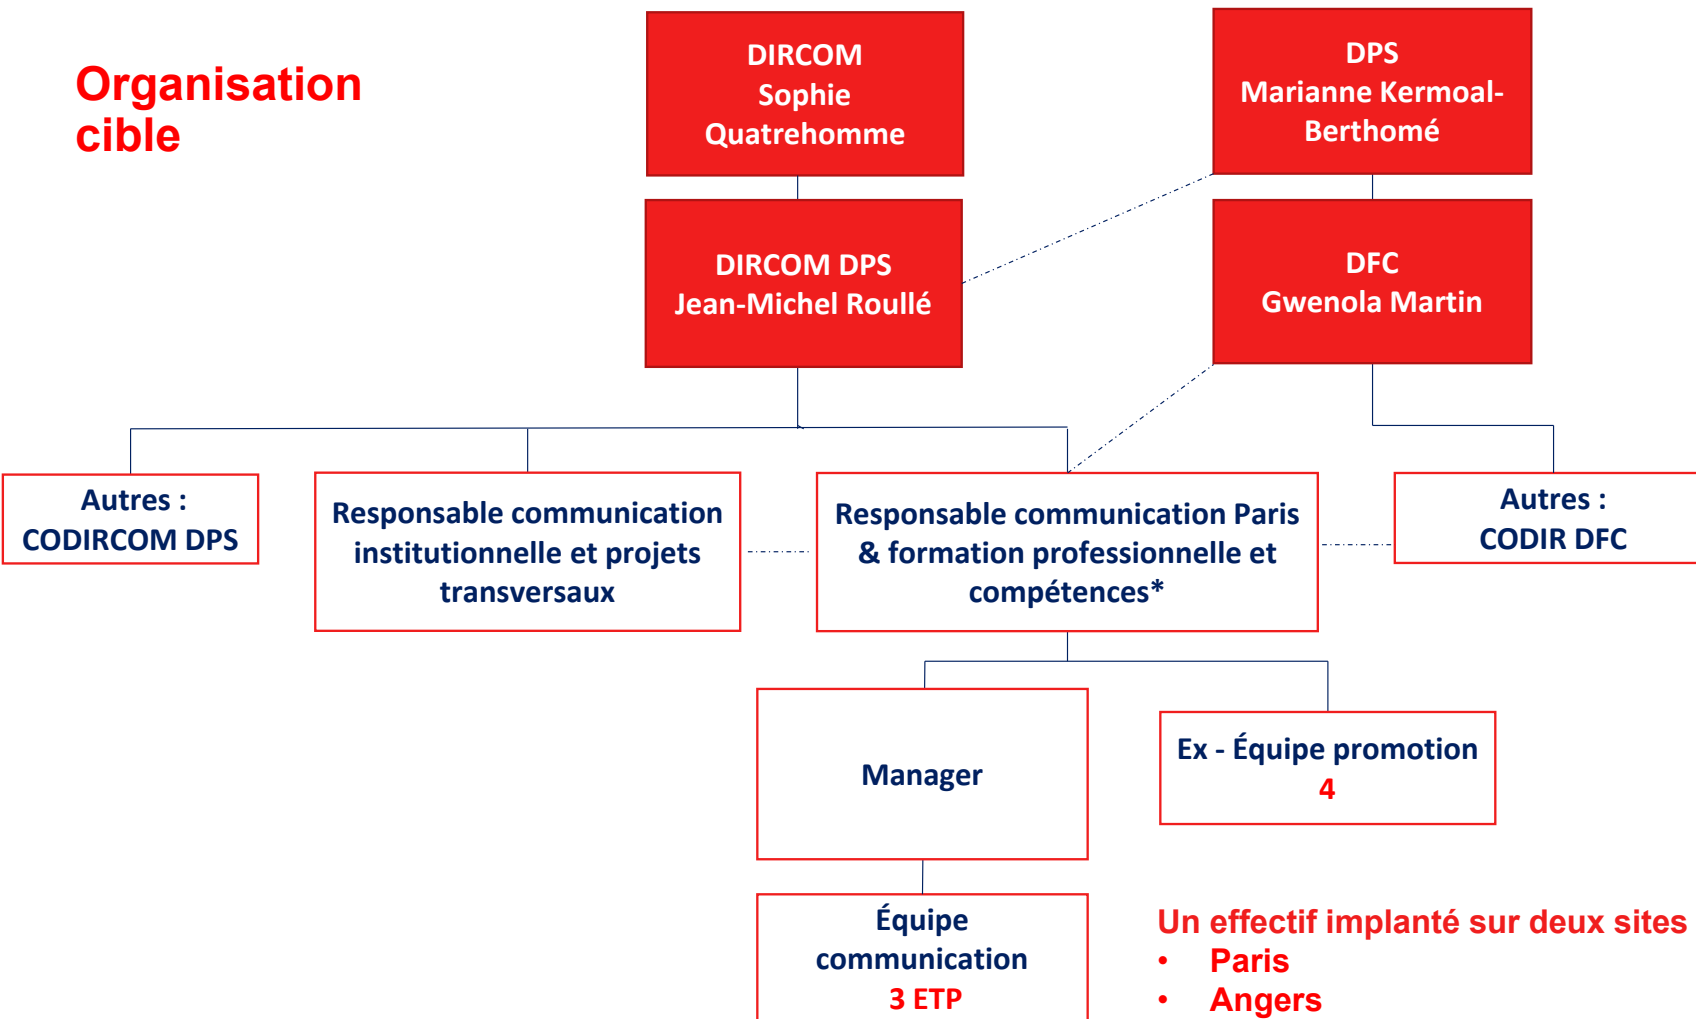 Organisation
cible
DIRCOM
Sophie
Quatrehomme
DPS
Marianne Kermoal-
Berthomé
DIRCOM DPS
Jean-Michel Roullé
DFC
Gwenola Martin
Autres :
CODIRCOM DPS
Responsable communication
institutionnelle et projets
transversaux
Responsable communication Paris
& formation professionnelle et
compétences*
Autres :
CODIR DFC
Manager
Ex - Équipe promotion
4
Équipe
communication
3 ETP
Un effectif implanté sur deux sites
• Paris
• Angers